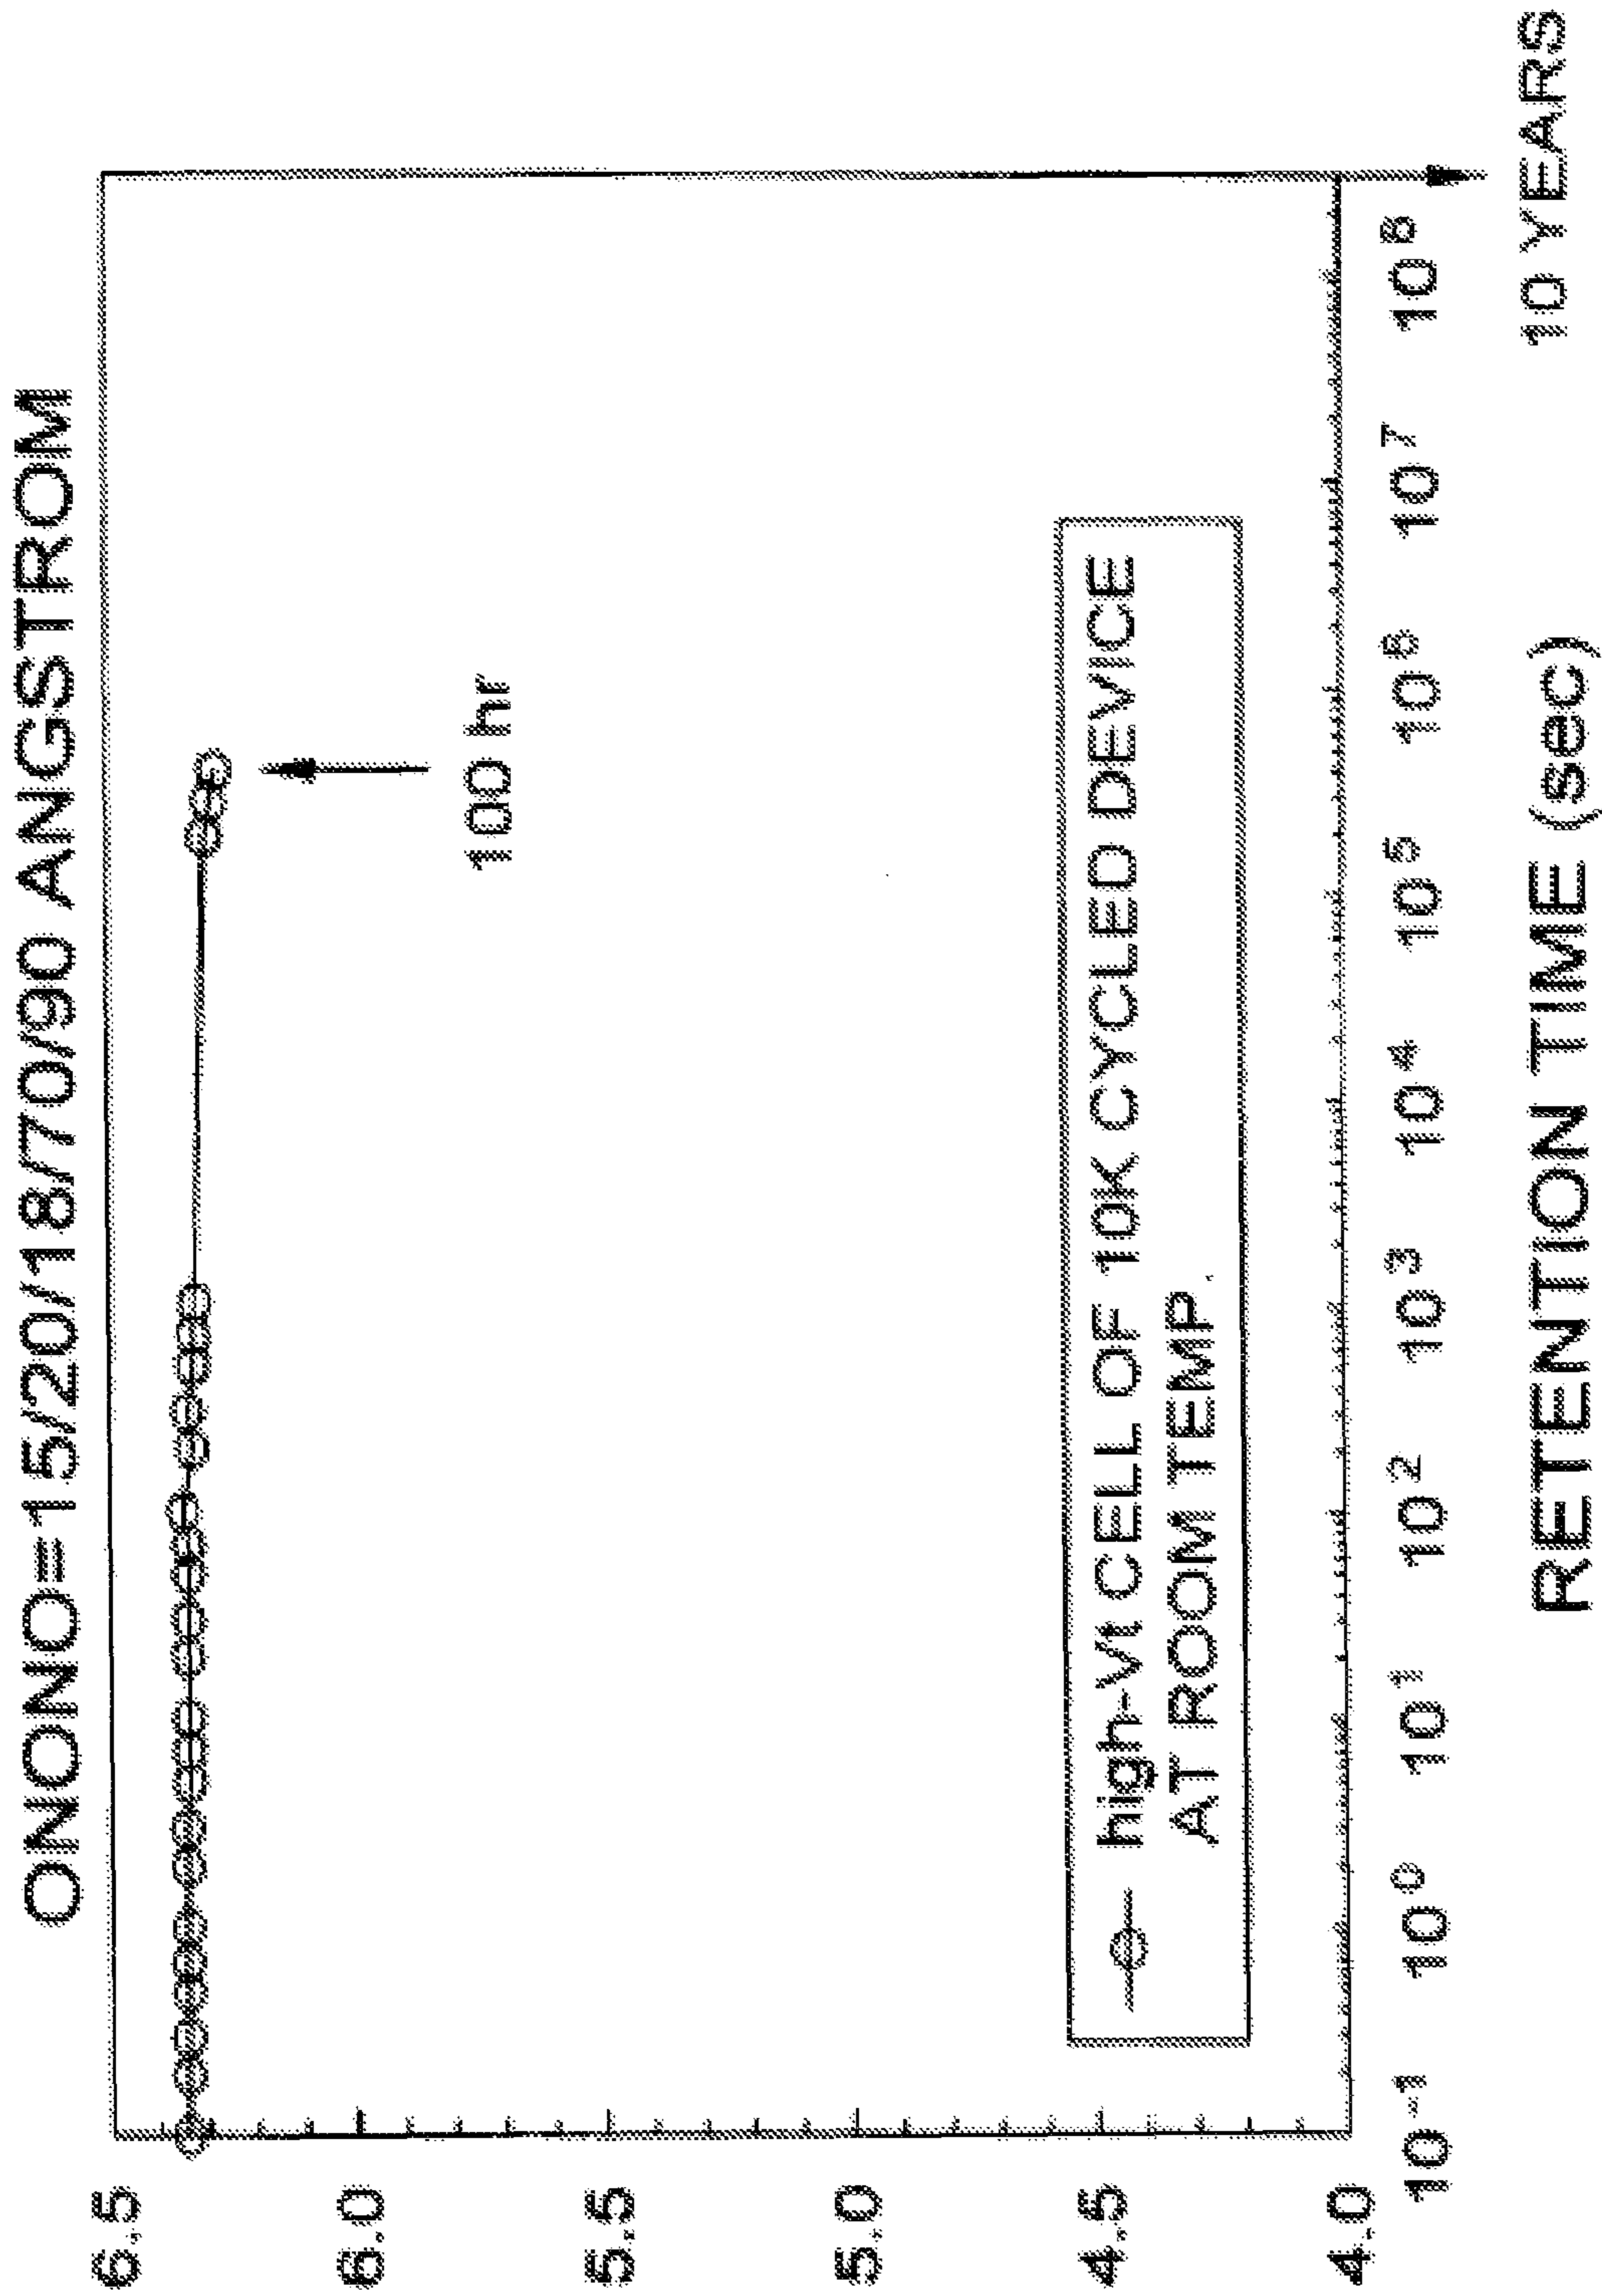 ONONO=15/20/18/70/90 ANGSTROM
6.5
6.0
5.5
5.0
4.5
4.0
100 hr
high-Vt CELL OF 10K CYCLED DEVICE
AT ROOM TEMP.
10⁻¹ 10⁰ 10¹ 10² 10³ 10⁴ 10⁵ 10⁶ 10⁷ 10⁸
RETENTION TIME (sec)
10 YEARS